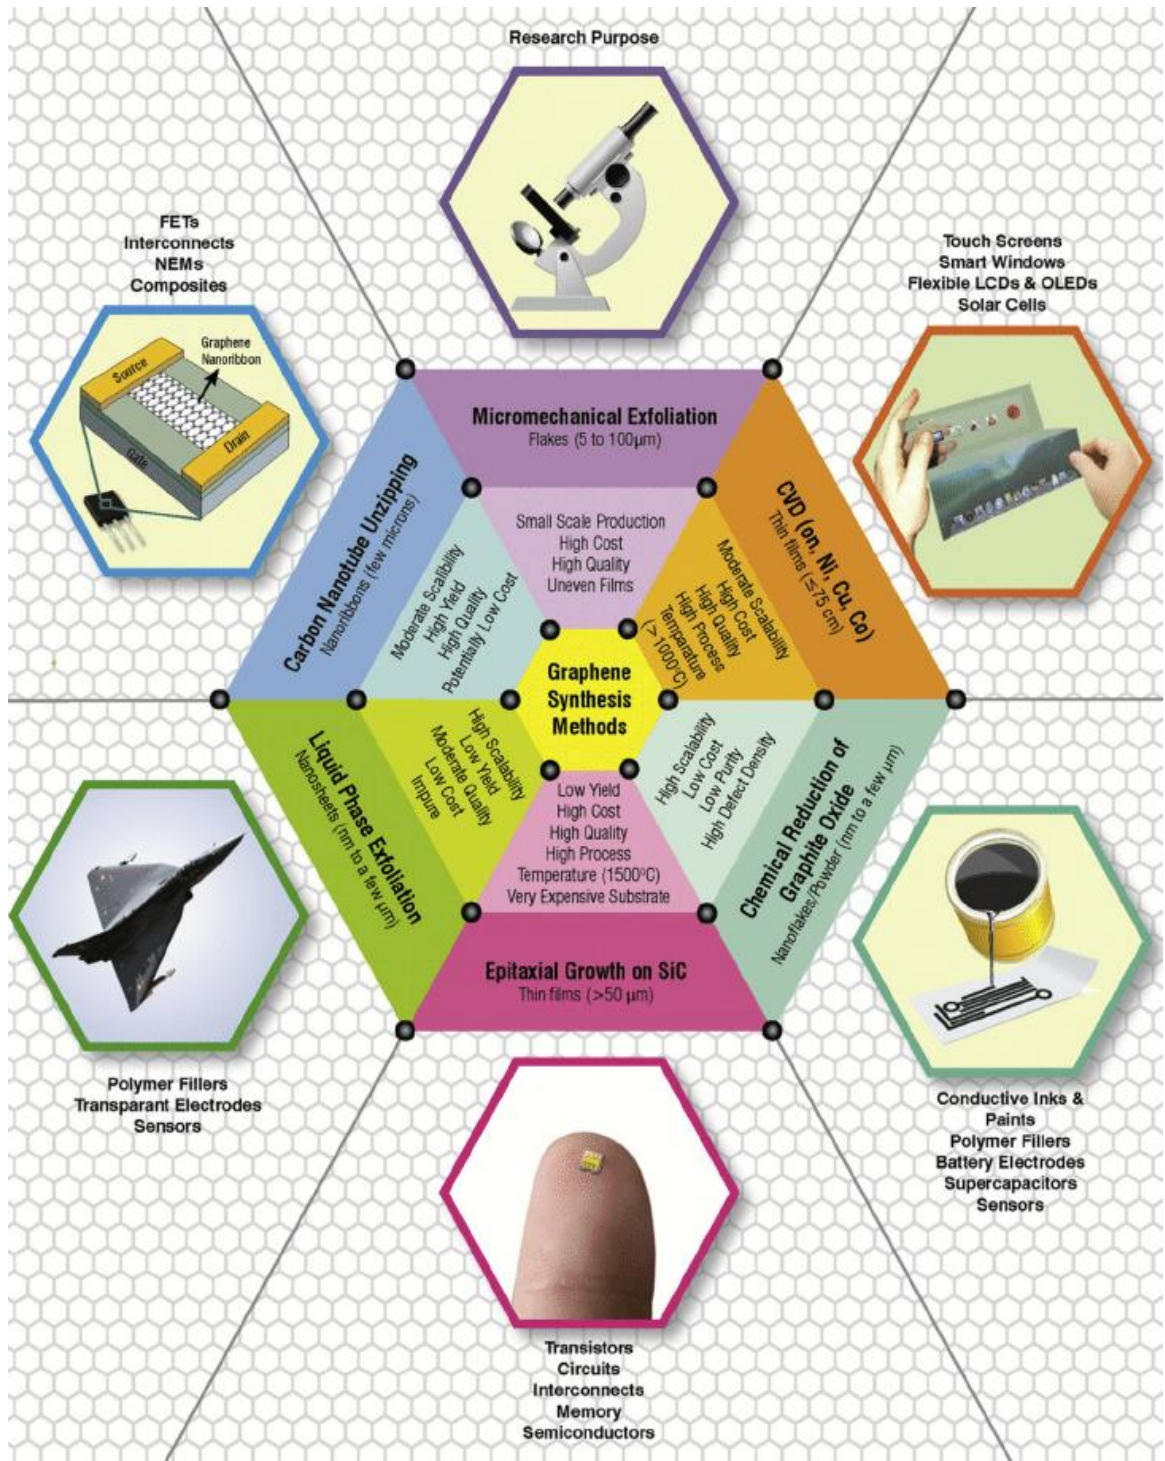 Research Purpose
FETs
Interconnects
NEMs
Composites
Source
Graphene
Nanoribbon
Gate
Drain
Touch Screens
Smart Windows
Flexible LCDs & OLEDs
Solar Cells
Micromechanical Exfoliation
Flakes (5 to 100µm)
Small Scale Production
High Cost
High Quality
Uneven Films
Carbon Nanotube Unzipping
Nanoribbons (few microns)
Moderate Scalibility
High Yield
High Quality
Potentially Low Cost
CVD (on, Ni, Cu, Co)
Thin films (≤75 cm)
Moderate Scalability
High Cost
High Quality
High Process
Temparature
(>1000°C)
Graphene
Synthesis
Methods
Liquid Phase Exfoliation
Nanosheets (nm to a few µm)
High Scalability
Low Yield
Moderate Quality
Low Cost
Impure
Low Yield
High Cost
High Quality
High Process
Temperature (1500°C)
Very Expensive Substrate
Epitaxial Growth on SiC
Thin films (>50 µm)
High Scalability
Low Cost
Low Purity
High Defect Density
Chemical Reduction of
Graphite Oxide
Nanoflakes/Powder (nm to a few µm)
Polymer Fillers
Transparant Electrodes
Sensors
Conductive Inks &
Paints
Polymer Fillers
Battery Electrodes
Supercapacitors
Sensors
Transistors
Circuits
Interconnects
Memory
Semiconductors